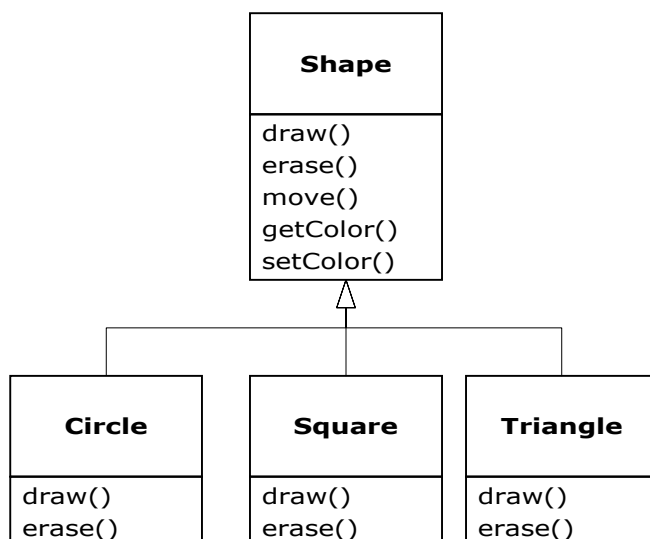 Shape
draw()
erase()
move()
getColor()
setColor()
Circle
draw()
erase()
Square
draw()
erase()
Triangle
draw()
erase()